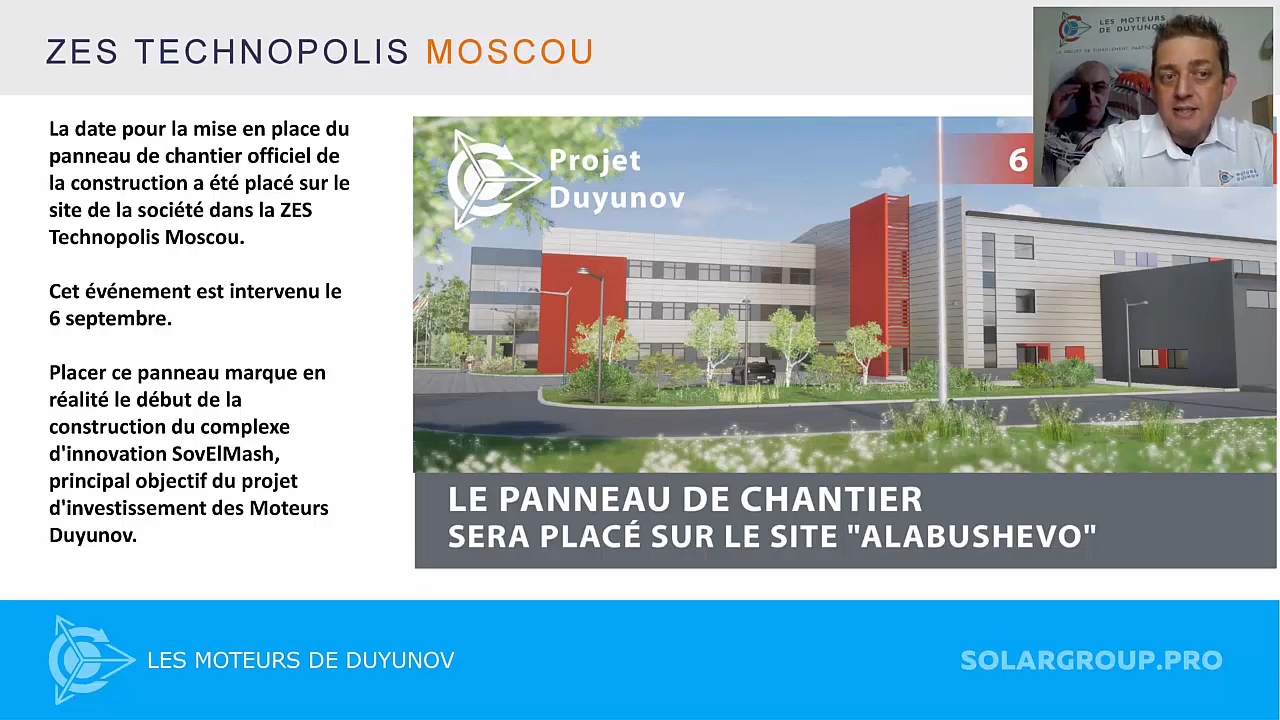 ZES TECHNOPOLIS MOSCOU
LES MOTEURS
DE DUYUNOV
La date pour la mise en place du
panneau de chantier officiel de
la construction a été placé sur le
site de la société dans la ZES
Technopolis Moscou.
Cet événement est intervenu le
6 septembre.
Placer ce panneau marque en
réalité le début de la
construction du complexe
d'innovation SovElMash,
principal objectif du projet
d'investissement des Moteurs
Duyunov.
Projet
Duyunov
6
LE PANNEAU DE CHANTIER
SERA PLACÉ SUR LE SITE "ALABUSHEVO"
LES MOTEURS DE DUYUNOV
SOLARGROUP.PRO